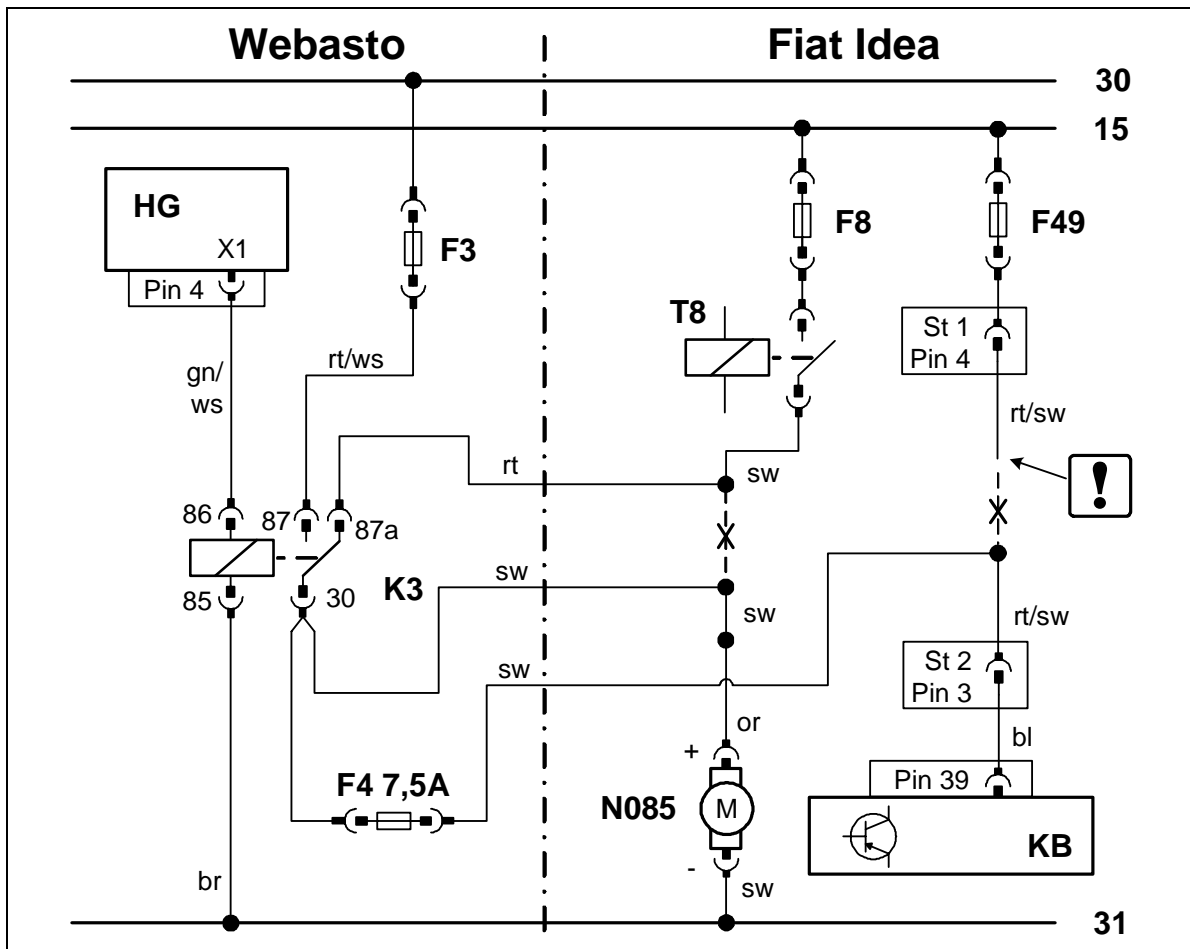 Webasto
Fiat Idea
30
15
HG
X1
Pin 4
F3
F8
F49
T8
St 1
Pin 4
gn/
ws
rt/ws
rt/sw
rt
sw
!
86
87
87a
85
30
K3
sw
sw
rt/sw
sw
St 2
Pin 3
or
bl
F4 7,5A
+
N085
M
Pin 39
KB
-
br
sw
31